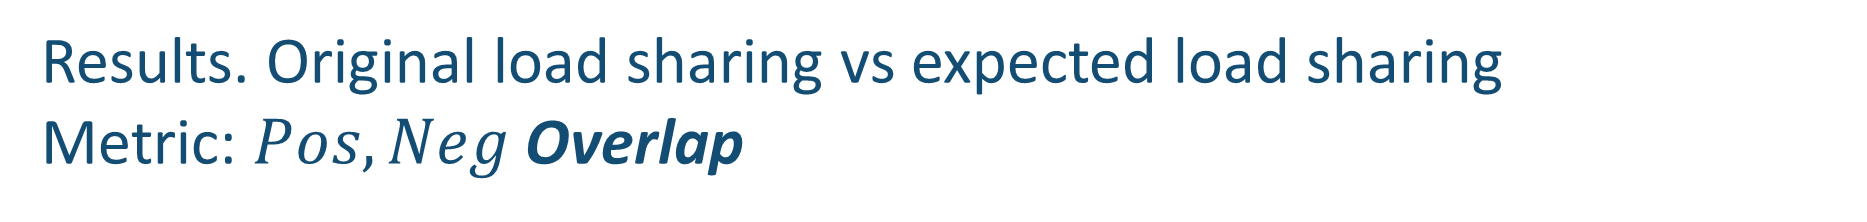 Results. Original load sharing vs expected load sharing
Metric: Pos, Neg Overlap